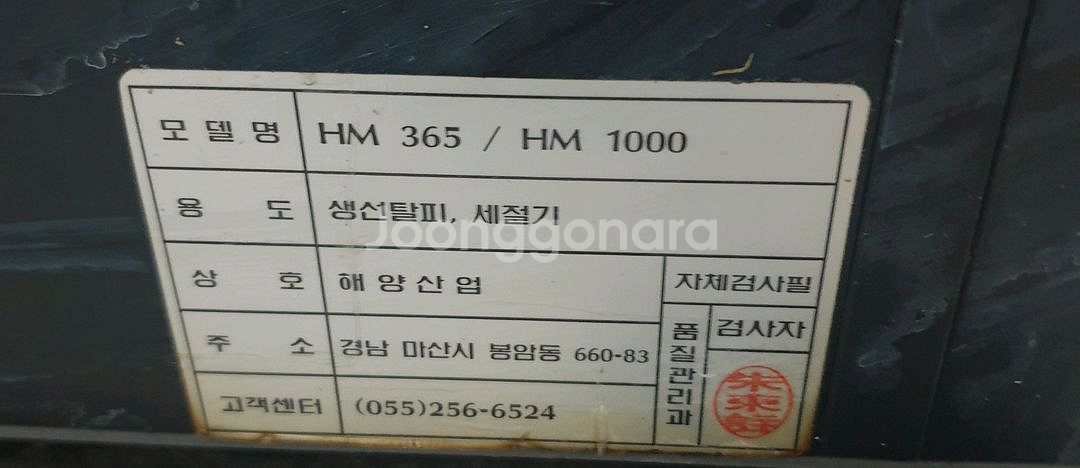 모델명 HM 365 / HM 1000
용도 생선탈피, 세절기
Joonggonara
상호 해양산업
주소 경남 마산시 봉암동 660-83
고객센터 (055)256-6524
자체검사필
품질관리과
검사자